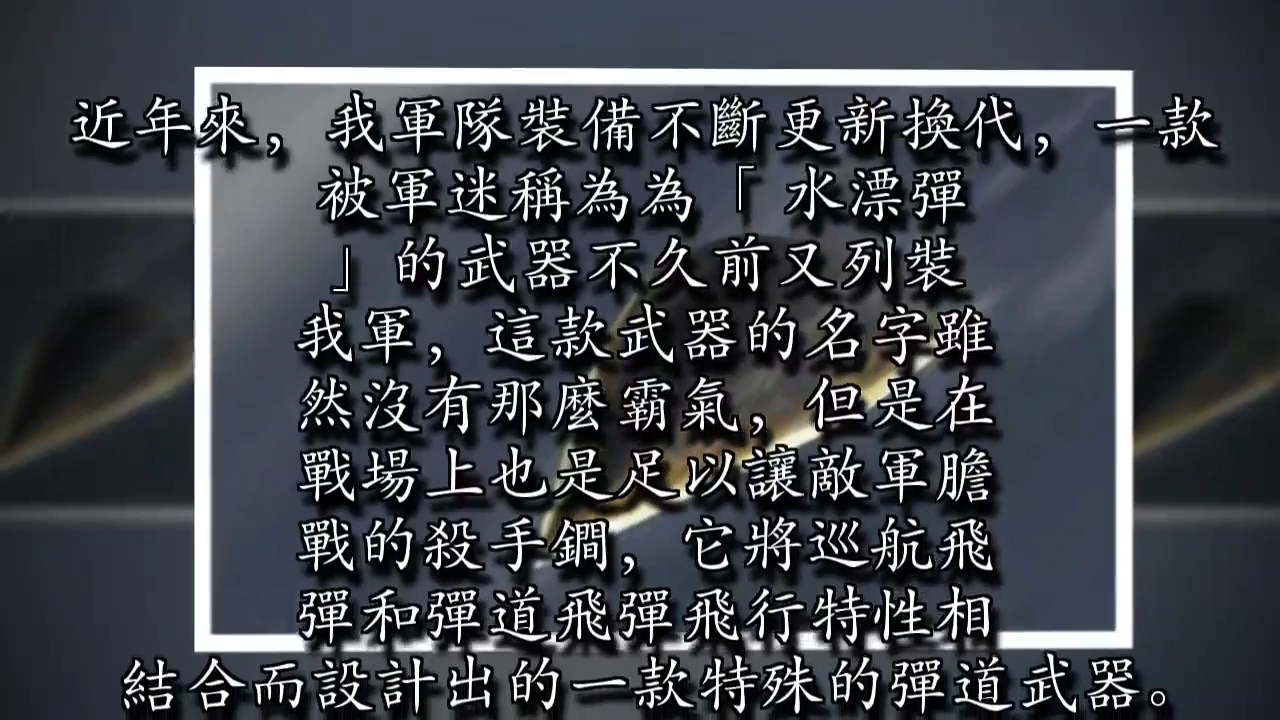 近年來，我軍隊裝備不斷更新換代，一款
被軍迷稱為為「 水漂彈
」的武器不久前又列裝
我軍，這款武器的名字雖
然沒有那麼霸氣，但是在
戰場上也是足以讓敵軍膽
戰的殺手鐧，它將巡航飛
彈和彈道飛彈飛行特性相
結合而設計出的一款特殊的彈道武器。